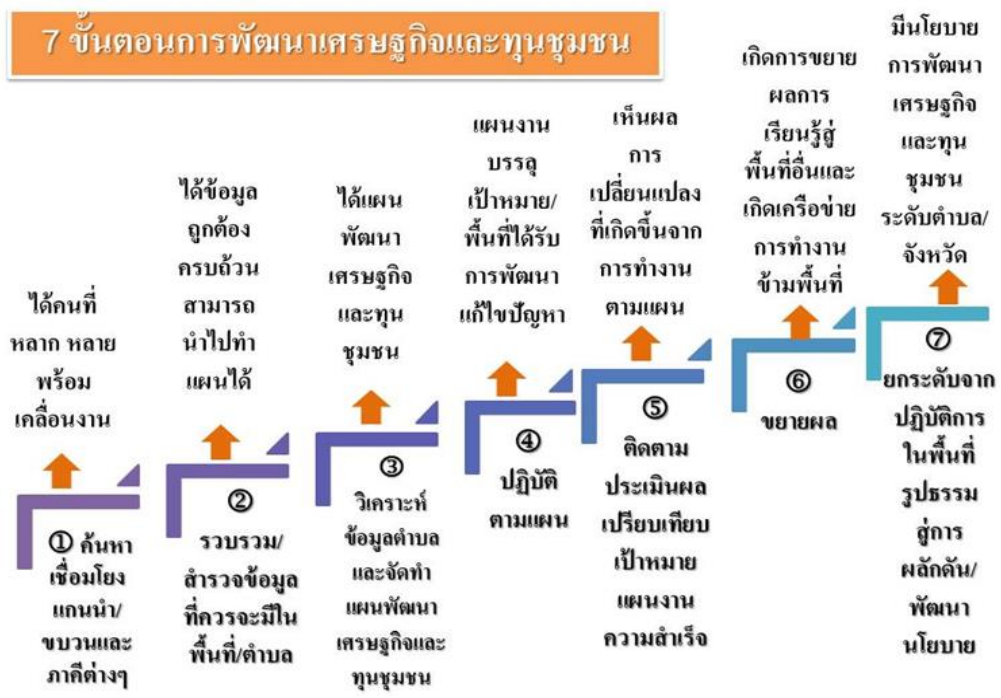 7 ขั้นตอนการพัฒนาเศรษฐกิจและทุนชุมชน
ได้คนที่
หลาก หลาย
พร้อม
เคลื่อนงาน
① ค้นหา
เชื่อมโยง
แกนนำ/
ขบวนและ
ภาคีต่างๆ
ได้ข้อมูล
ถูกต้อง
ครบถ้วน
สามารถ
นำไปทำ
แผนได้
②
รวบรวม/
สำรวจข้อมูล
ที่ควรจะมีใน
พื้นที่/ตำบล
ได้แผน
พัฒนา
เศรษฐกิจ
และทุน
ชุมชน
③
วิเคราะห์
ข้อมูลตำบล
และจัดทำ
แผนพัฒนา
เศรษฐกิจและ
ทุนชุมชน
แผนงาน
บรรลุ
เป้าหมาย/
พื้นที่ได้รับ
การพัฒนา
แก้ไขปัญหา
④
ปฏิบัติ
ตามแผน
เห็นผล
การ
เปลี่ยนแปลง
ที่เกิดขึ้นจาก
การทำงาน
ตามแผน
⑤
ติดตาม
ประเมินผล
เปรียบเทียบ
เป้าหมาย
แผนงาน
ความสำเร็จ
เกิดการขยาย
ผลการ
เรียนรู้สู่
พื้นที่อื่นและ
เกิดเครือข่าย
การทำงาน
ข้ามพื้นที่
⑥
ขยายผล
มีนโยบาย
การพัฒนา
เศรษฐกิจ
และทุน
ชุมชน
ระดับตำบล/
จังหวัด
⑦
ยกระดับจาก
ปฏิบัติการ
ในพื้นที่
รูปธรรม
สู่การ
ผลักดัน/
พัฒนา
นโยบาย